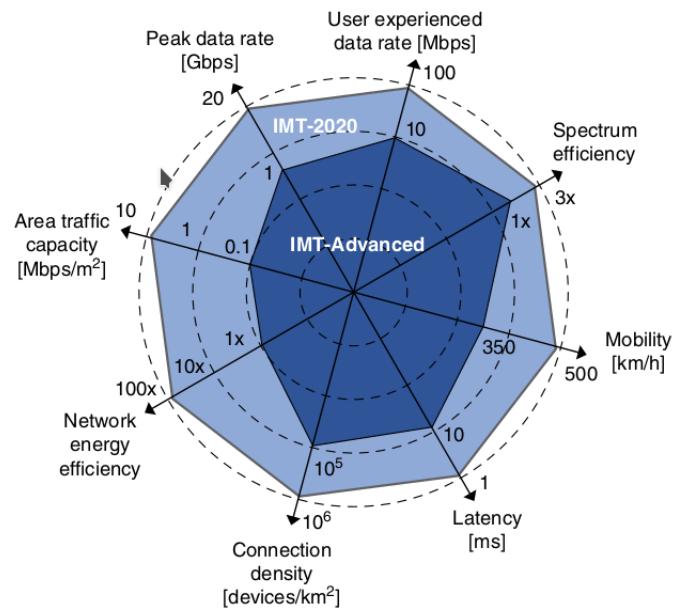 User experienced
data rate [Mbps]
Peak data rate
[Gbps]
100
20
IMT-2020
10
Spectrum
efficiency
1
3x
1x
10
Area traffic
capacity
[Mbps/m²]
1
0.1
IMT-Advanced
Mobility
[km/h]
350
500
1x
10x
100x
Network
energy
efficiency
10
10⁵
1
10⁶
Latency
[ms]
Connection
density
[devices/km²]